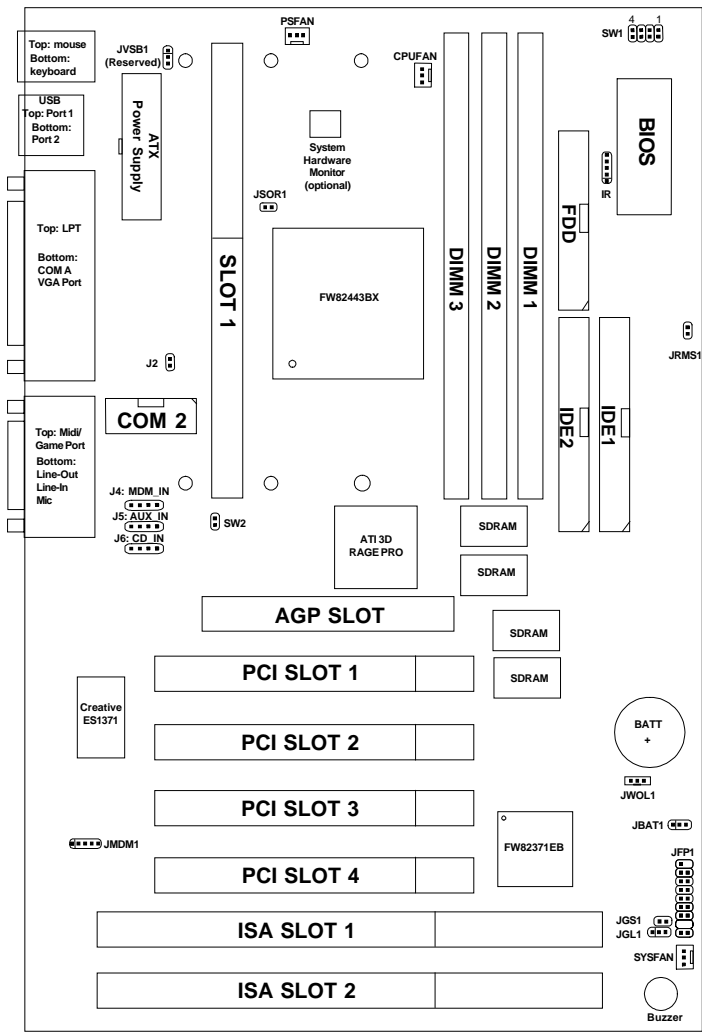 PSFAN
4 1
SW1
Top: mouse
Bottom:
keyboard
JVSB1
(Reserved)
CPUFAN
USB
Top: Port 1
Bottom:
Port 2
ATX
Power Supply
BIOS
System
Hardware
Monitor
(optional)
IR
JSOR1
FDD
Top: LPT
Bottom:
COM A
VGA Port
SLOT 1
FW82443BX
DIMM 3
DIMM 2
DIMM 1
JRMS1
J2
COM 2
IDE2
IDE1
Top: Midi/
Game Port
Bottom:
Line-Out
Line-In
Mic
J4: MDM_IN
J5: AUX_IN
J6: CD_IN
SW2
ATI 3D
RAGE PRO
SDRAM
SDRAM
AGP SLOT
SDRAM
PCI SLOT 1
SDRAM
Creative
ES1371
BATT
+
PCI SLOT 2
JWOL1
PCI SLOT 3
JBAT1
JMDM1
FW82371EB
JFP1
PCI SLOT 4
JGS1
JGL1
ISA SLOT 1
SYSFAN
ISA SLOT 2
Buzzer